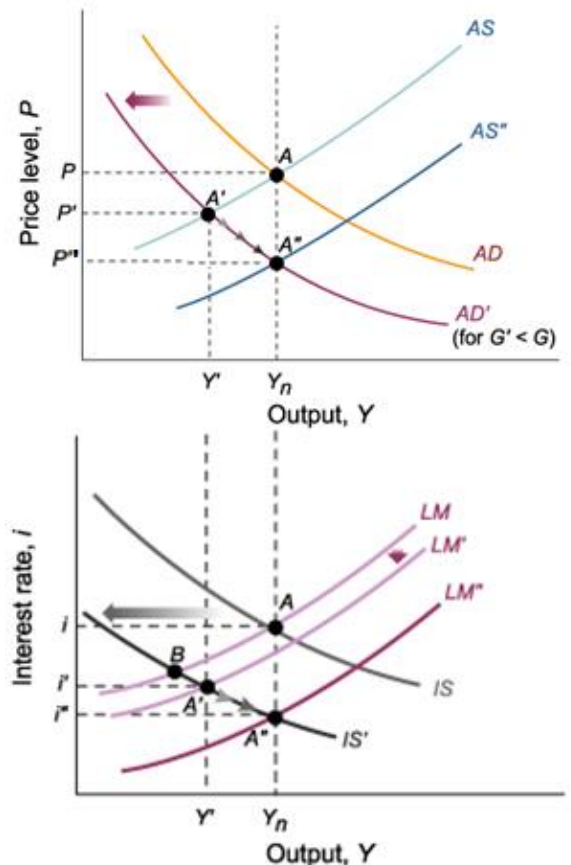 Price level, P
AS
AS"
P
A
P'
A'
P"
A"
AD
AD'
(for G' < G)
Y'
Yn
Output, Y
Interest rate, i
LM
LM'
LM"
i
A
B
i'
A'
i"
A"
IS
IS'
Y'
Yn
Output, Y